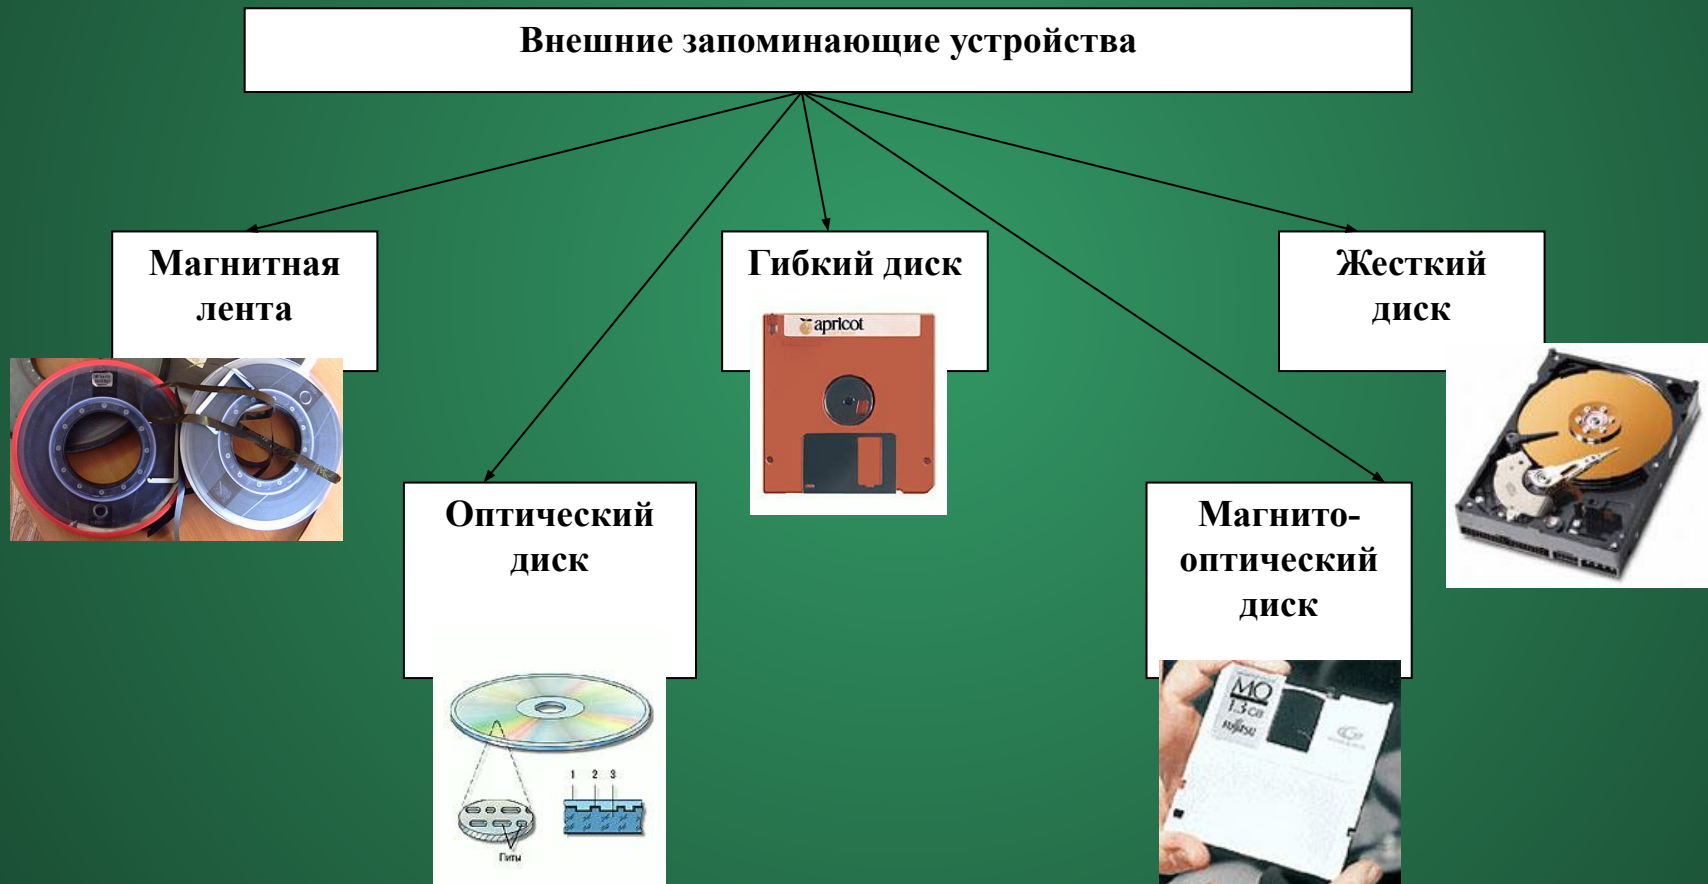 Внешние запоминающие устройства
Магнитная
лента
Гибкий диск
Жесткий
диск
apricot
Оптический
диск
Магнито-
оптический
диск
MO
1.3 GB
FUJITSU
1 2 3
Питы